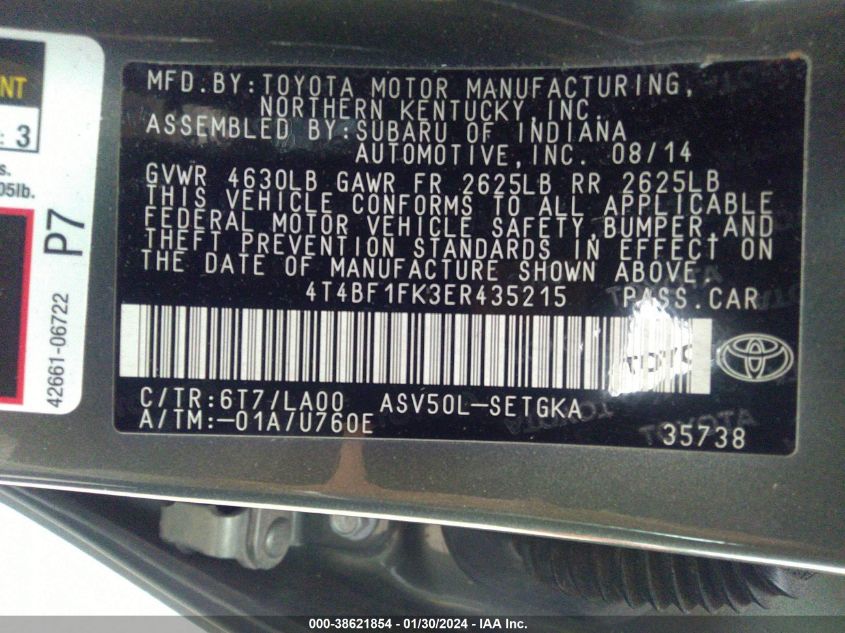 MFD.BY:TOYOTA MOTOR MANUFACTURING,
NORTHERN KENTUCKY,INC.
ASSEMBLED BY:SUBARU OF INDIANA
AUTOMOTIVE,INC. 08/14
GVWR 4630LB GAWR FR 2625LB RR 2625LB
THIS VEHICLE CONFORMS TO ALL APPLICABLE
FEDERAL MOTOR VEHICLE SAFETY,BUMPER,AND
THEFT PREVENTION STANDARDS IN EFFECT ON
THE DATE OF MANUFACTURE SHOWN ABOVE.
4T4BF1FK3ER435215 PASS.CAR
C/TR:6T7/LA00 ASV50L-SETGKA
A/TM:-01A/U760E
35738
TOYOTA
: 3
P7
42661-06722
000-38621854 / 01/30/2024 - IAA Inc.